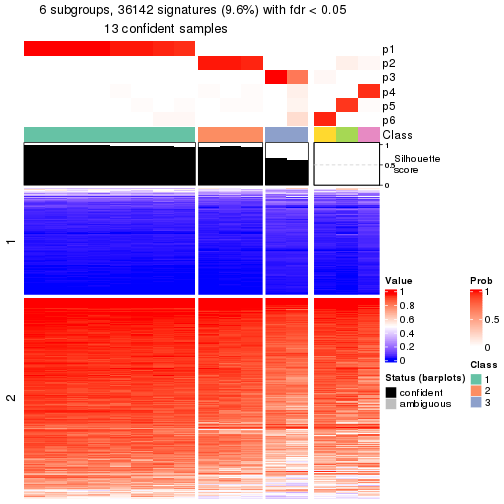 6 subgroups, 36142 signatures (9.6%) with fdr < 0.05
13 confident samples
p1
p2
p3
p4
p5
p6
Class
1
0.5
0
Silhouette
score
1
2
Value
1
0.8
0.6
0.4
0.2
0
Prob
1
0.5
0
Status (barplots)
confident
ambiguous
Class
1
2
3